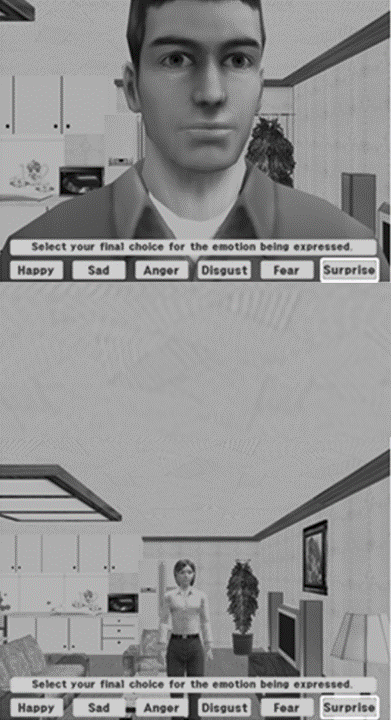 Select your final choice for the emotion being expressed.
Happy Sad Anger Disgust Fear Surprise
Select your final choice for the emotion being expressed.
Happy Sad Anger Disgust Fear Surprise